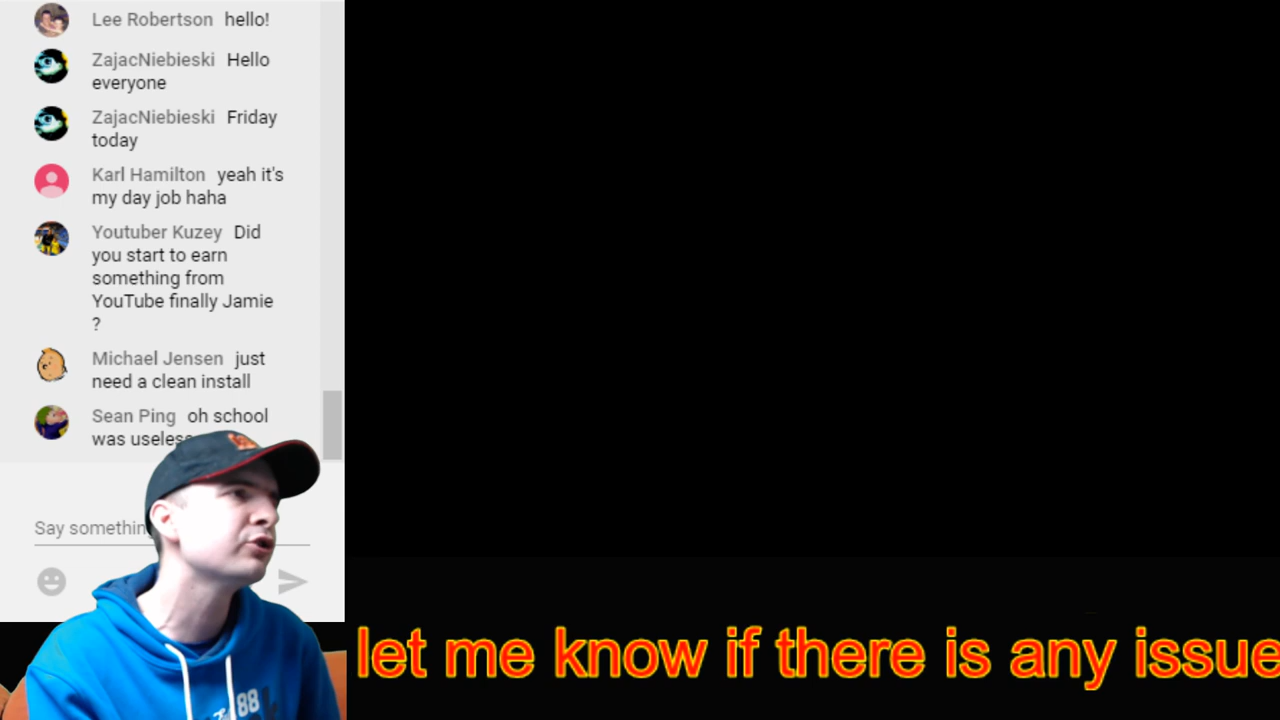 Lee Robertson hello!
ZajacNiebieski Hello
everyone
ZajacNiebieski Friday
today
Karl Hamilton yeah it's
my day job haha
Youtuber Kuzey Did
you start to earn
something from
YouTube finally Jamie
?
Michael Jensen just
need a clean install
Sean Ping oh school
was useless
Say something
88
let me know if there is any issue